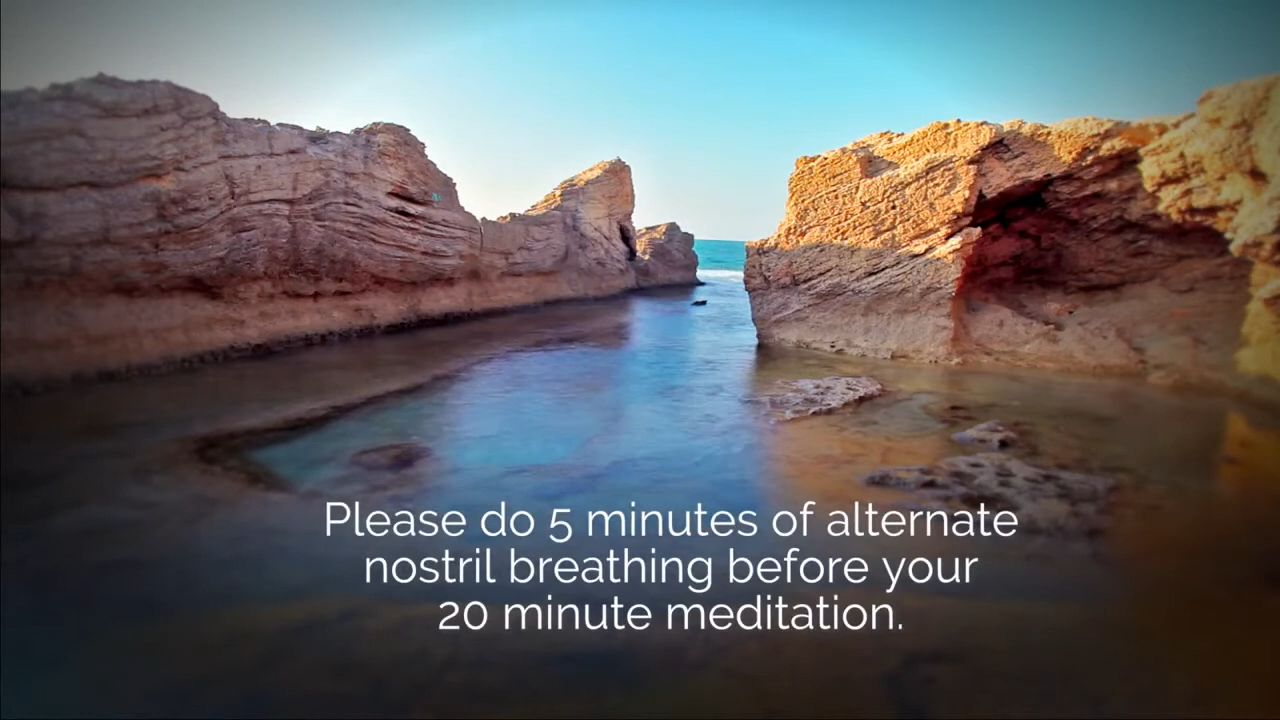 Please do 5 minutes of alternate
nostril breathing before your
20 minute meditation.